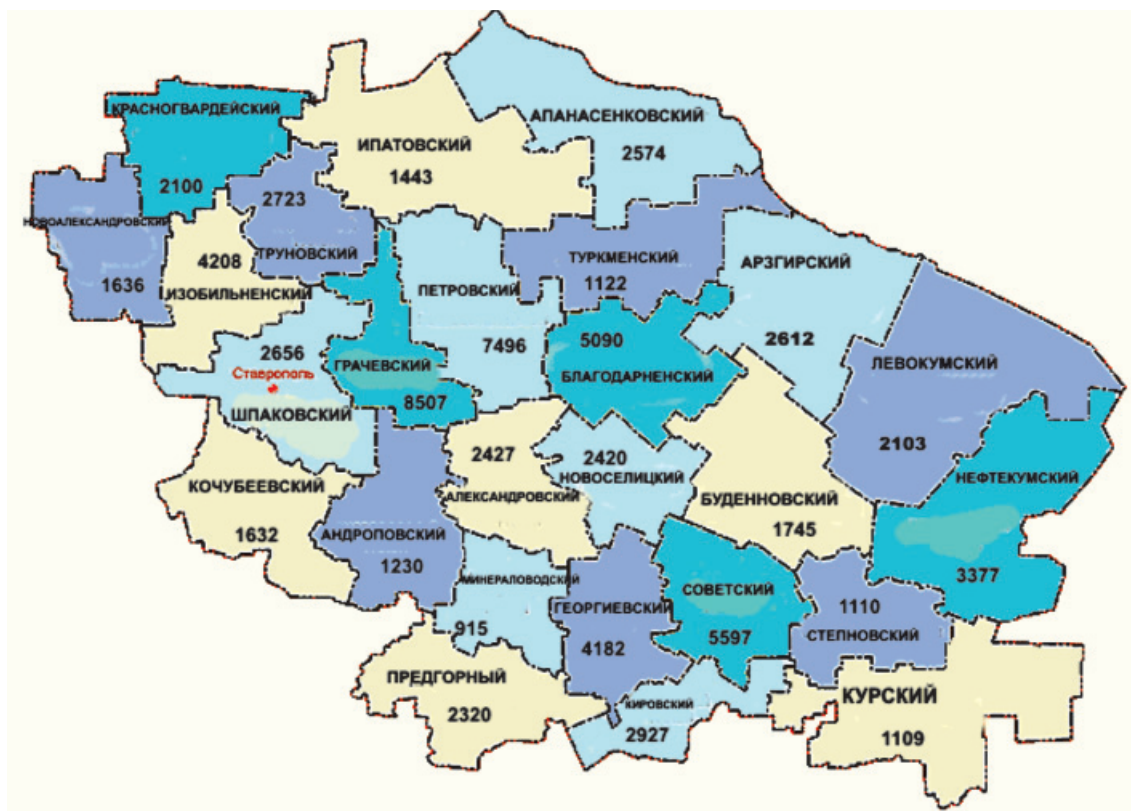 КРАСНОГВАРДЕЙСКИЙ
2100
АПАНАСЕНКОВСКИЙ
2574
ИПАТОВСКИЙ
1443
2723
ТРУНОВСКИЙ
НОВОАЛЕКСАНДРОВСКИЙ
1636
4208
ИЗОБИЛЬНЕНСКИЙ
ТУРКМЕНСКИЙ
1122
АРЗГИРСКИЙ
2612
ПЕТРОВСКИЙ
7496
5090
БЛАГОДАРНЕНСКИЙ
ЛЕВОКУМСКИЙ
2103
2656
Ставрополь
ШПАКОВСКИЙ
ГРАЧЕВСКИЙ
8507
2427
АЛЕКСАНДРОВСКИЙ
2420
НОВОСЕЛИЦКИЙ
БУДЕННОВСКИЙ
1745
НЕФТЕКУМСКИЙ
3377
КОЧУБЕЕВСКИЙ
1632
АНДРОПОВСКИЙ
1230
МИНЕРАЛОВОДСКИЙ
915
ГЕОРГИЕВСКИЙ
4182
СОВЕТСКИЙ
5597
1110
СТЕПНОВСКИЙ
ПРЕДГОРНЫЙ
2320
КИРОВСКИЙ
2927
КУРСКИЙ
1109